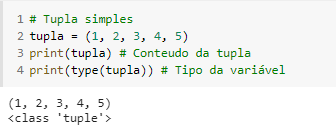 1 # Tupla simples
2 tupla = (1, 2, 3, 4, 5)
3 print(tupla) # Conteudo da tupla
4 print(type(tupla)) # Tipo da variável
(1, 2, 3, 4, 5)
<class 'tuple'>